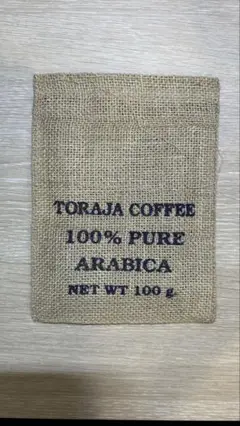 TORAJA COFFEE
100% PURE
ARABICA
NET WT 100 g.